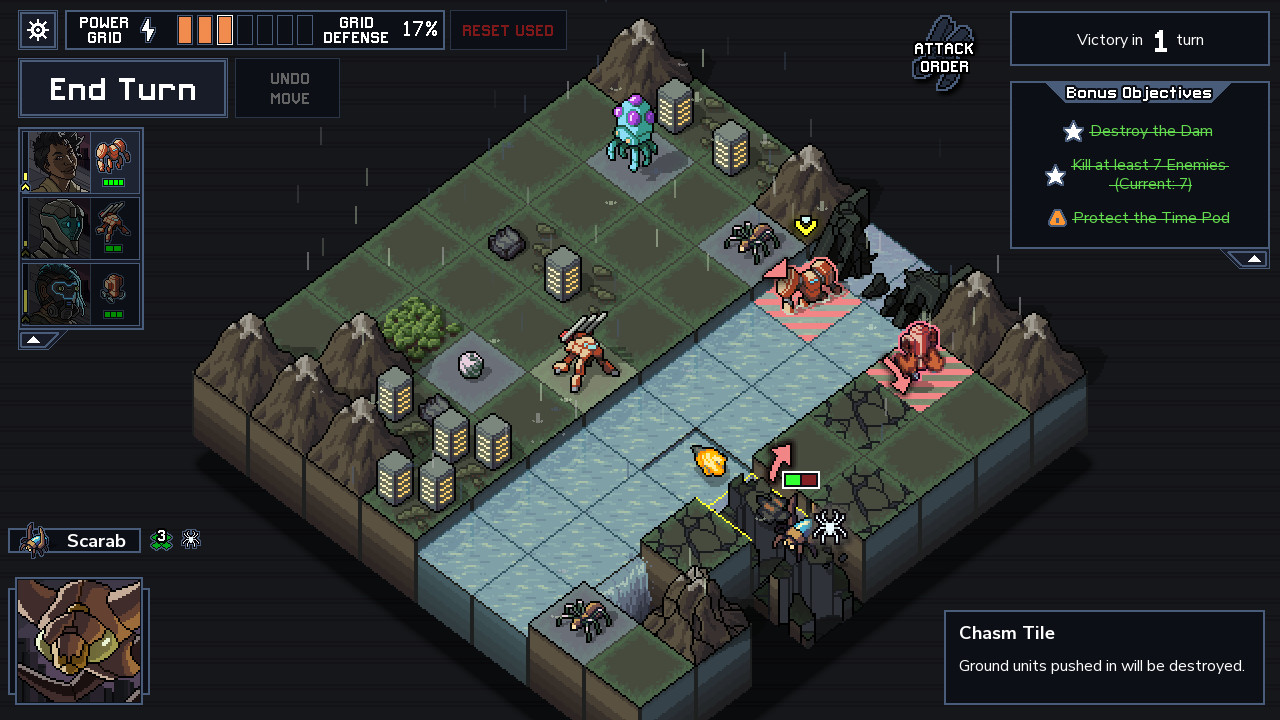 POWER
GRID
GRID
DEFENSE
17%
RESET USED
End Turn
UNDO
MOVE
ATTACK
ORDER
Victory in 1 turn
Bonus Objectives
Destroy the Dam
Kill at least 7 Enemies
(Current: 7)
Protect the Time Pod
Scarab
3
Chasm Tile
Ground units pushed in will be destroyed.